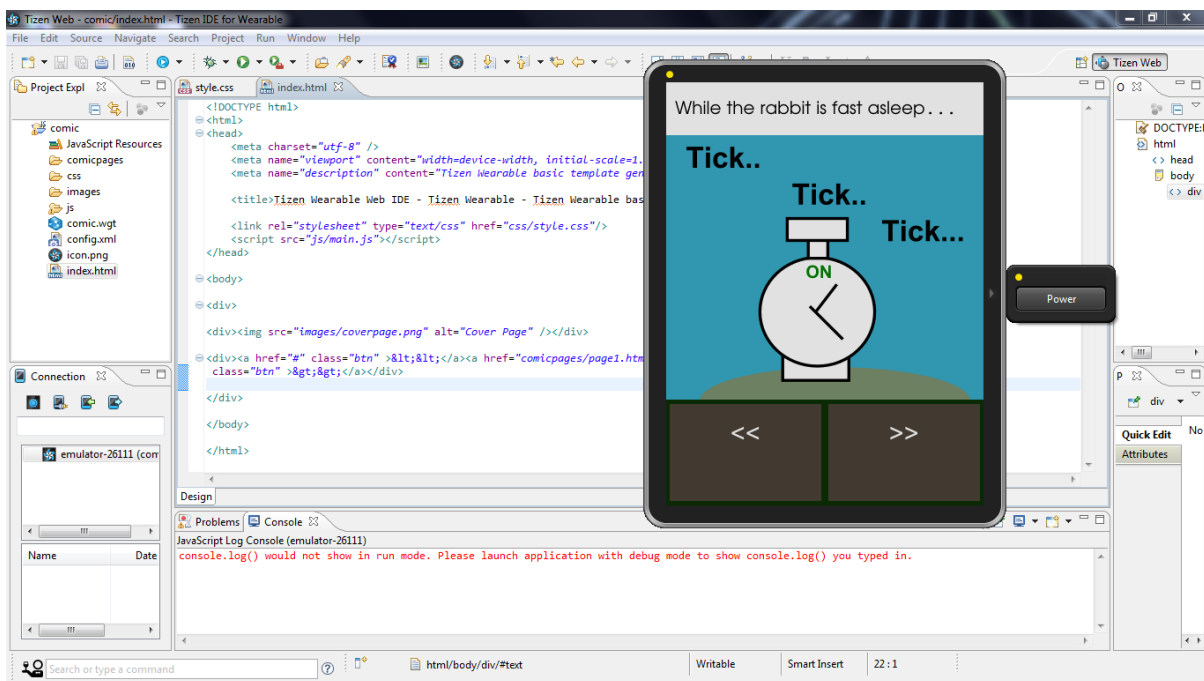 Tizen Web - comic/index.html - Tizen IDE for Wearable
File Edit Source Navigate Search Project Run Window Help
Tizen Web
Project Expl
comic
JavaScript Resources
comicpages
css
images
js
comic.wgt
config.xml
icon.png
index.html
style.css
index.html
<!DOCTYPE html>
<html>
<head>
<meta charset="utf-8" />
<meta name="viewport" content="width=device-width, initial-scale=1.
<meta name="description" content="Tizen Wearable basic template gen
<title>Tizen Wearable Web IDE - Tizen Wearable - Tizen Wearable bas
<link rel="stylesheet" type="text/css" href="css/style.css"/>
<script src="js/main.js"></script>
</head>
<body>
<div>
<div><img src="images/coverpage.png" alt="Cover Page" /></div>
<div><a href="#" class="btn" >&lt;&lt;</a><a href="comicpages/page1.htm
class="btn" >&gt;&gt;</a></div>
</div>
</body>
</html>
Design
While the rabbit is fast asleep . . .
Tick..
Tick..
Tick...
ON
<<
>>
Power
O
DOCTYPE:
html
head
body
div
Connection
emulator-26111 (com
Name Date
Problems
Console
JavaScript Log Console (emulator-26111)
console.log() would not show in run mode. Please launch application with debug mode to show console.log() you typed in.
P
div
Quick Edit
No
Attributes
Search or type a command
html/body/div/#text
Writable
Smart Insert
22 : 1